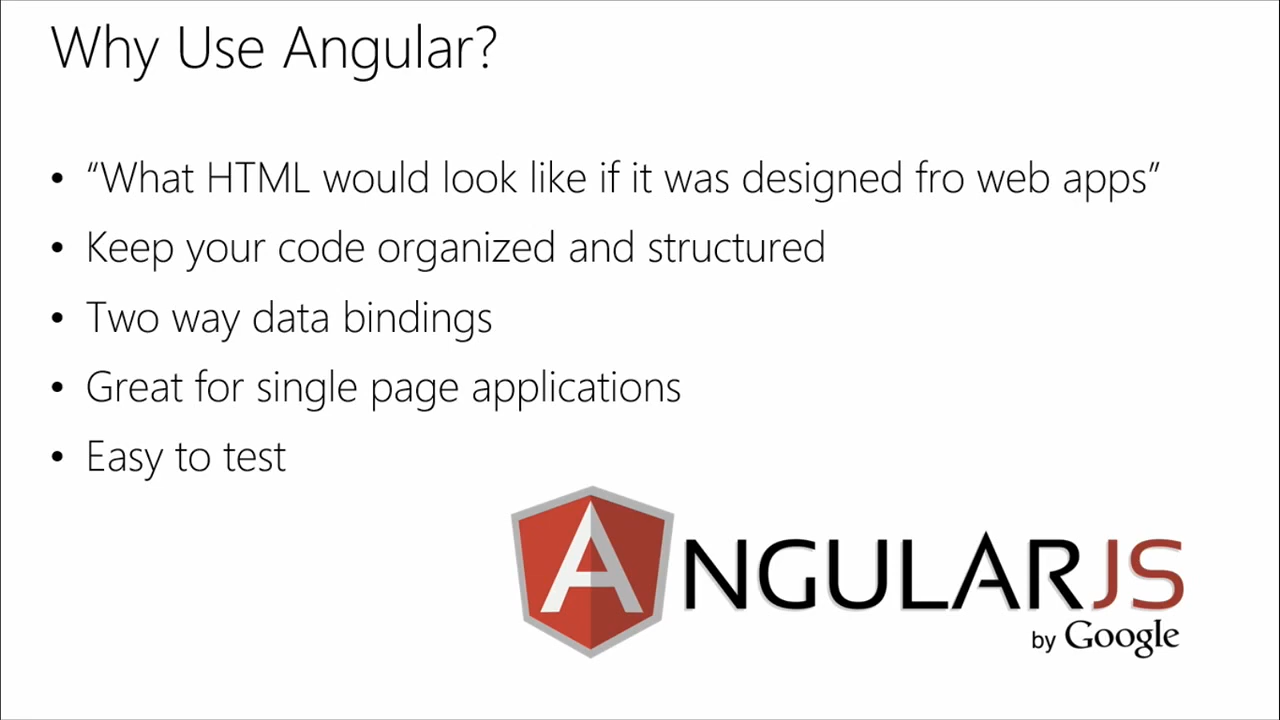 Why Use Angular?
• “What HTML would look like if it was designed fro web apps”
• Keep your code organized and structured
• Two way data bindings
• Great for single page applications
• Easy to test
ANGULARJS
by Google